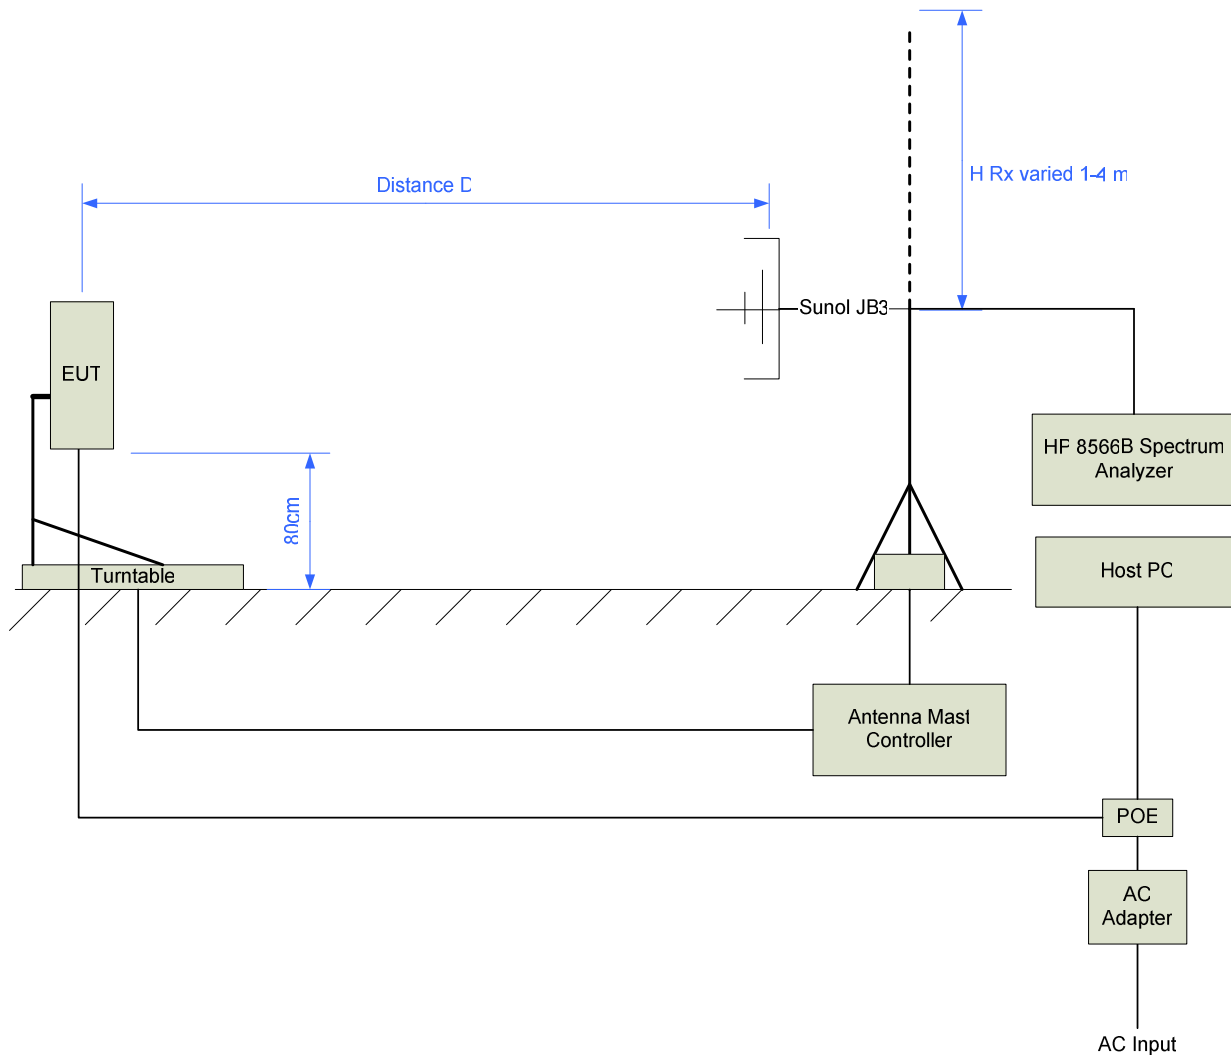 H Rx varied 1-4 m
Distance D
Sunol JB3
EUT
HP 8566B Spectrum
Analyzer
80cm
Turntable
Host PC
Antenna Mast
Controller
POE
AC
Adapter
AC Input